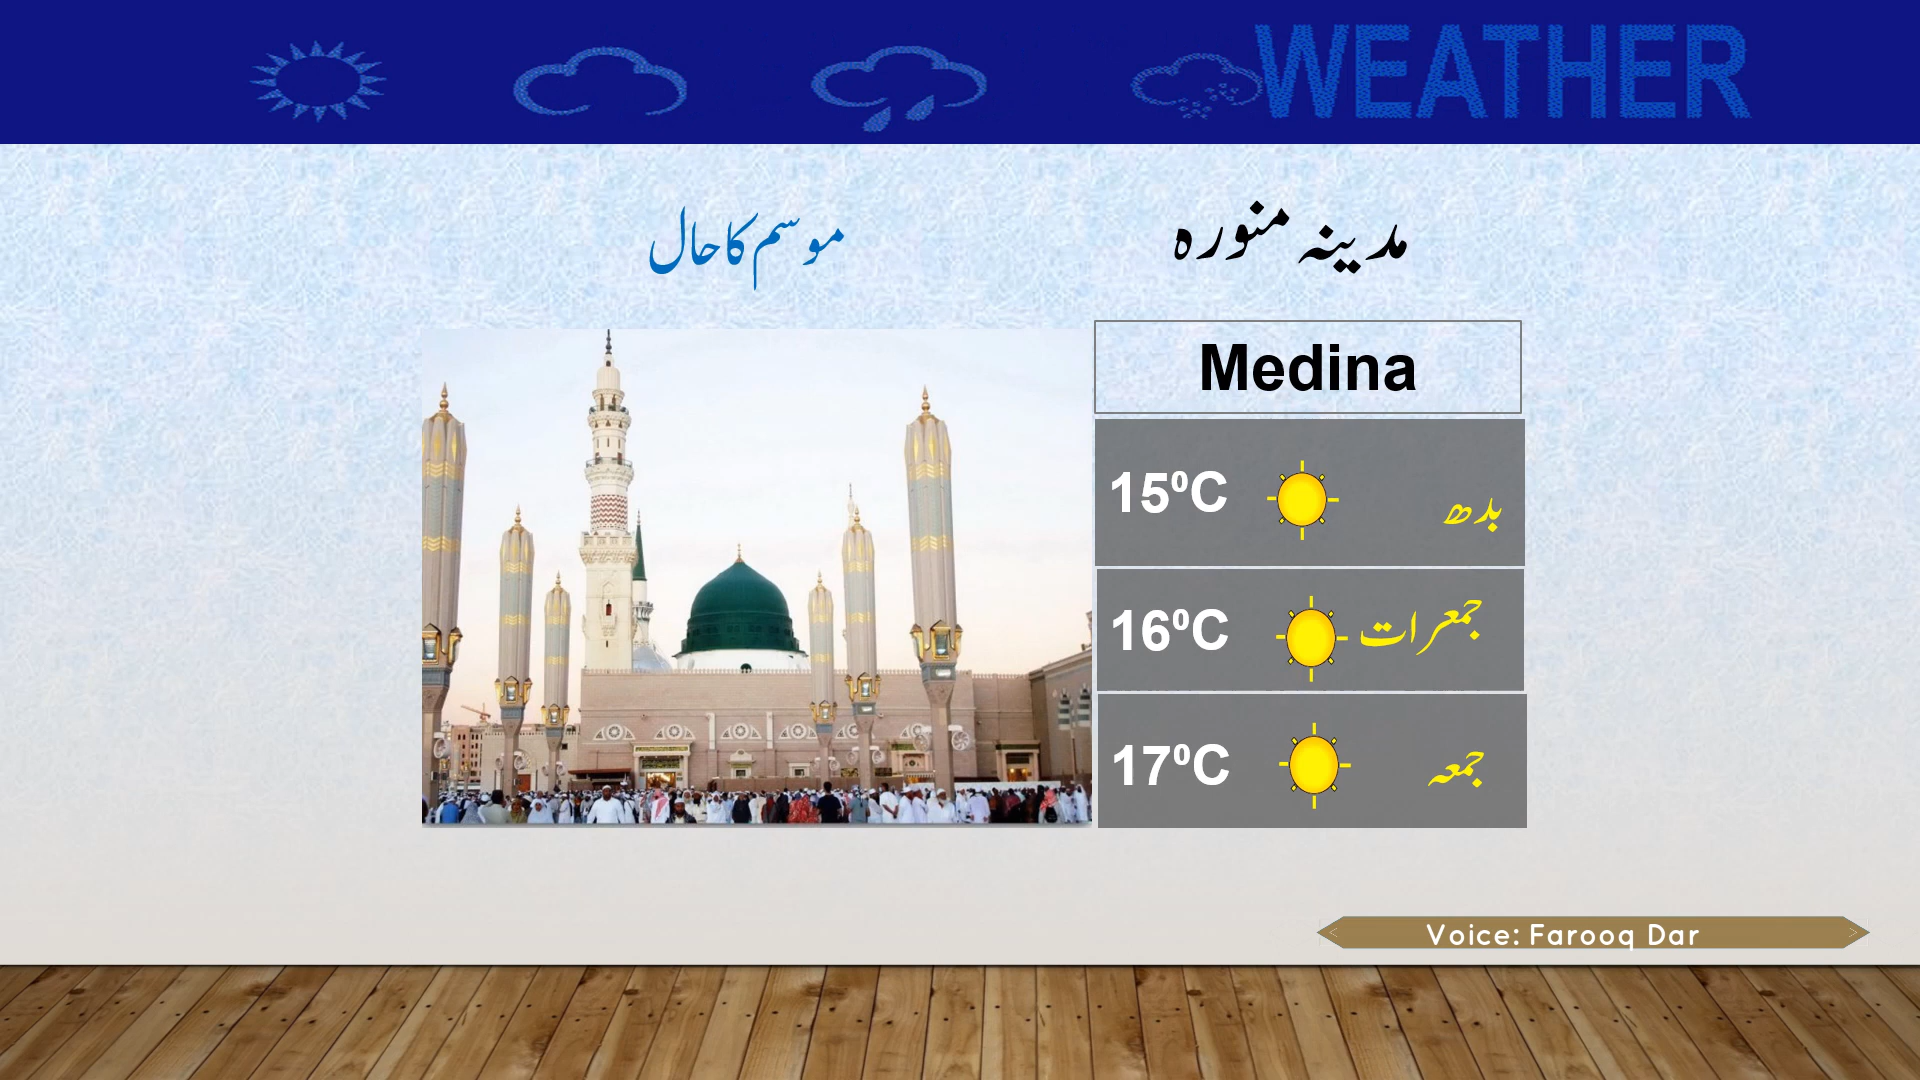 WEATHER
مدینہ منورہ
موسم کا حال
Medina
15⁰C بدھ
16⁰C جمعرات
17⁰C جمعہ
Voice: Farooq Dar